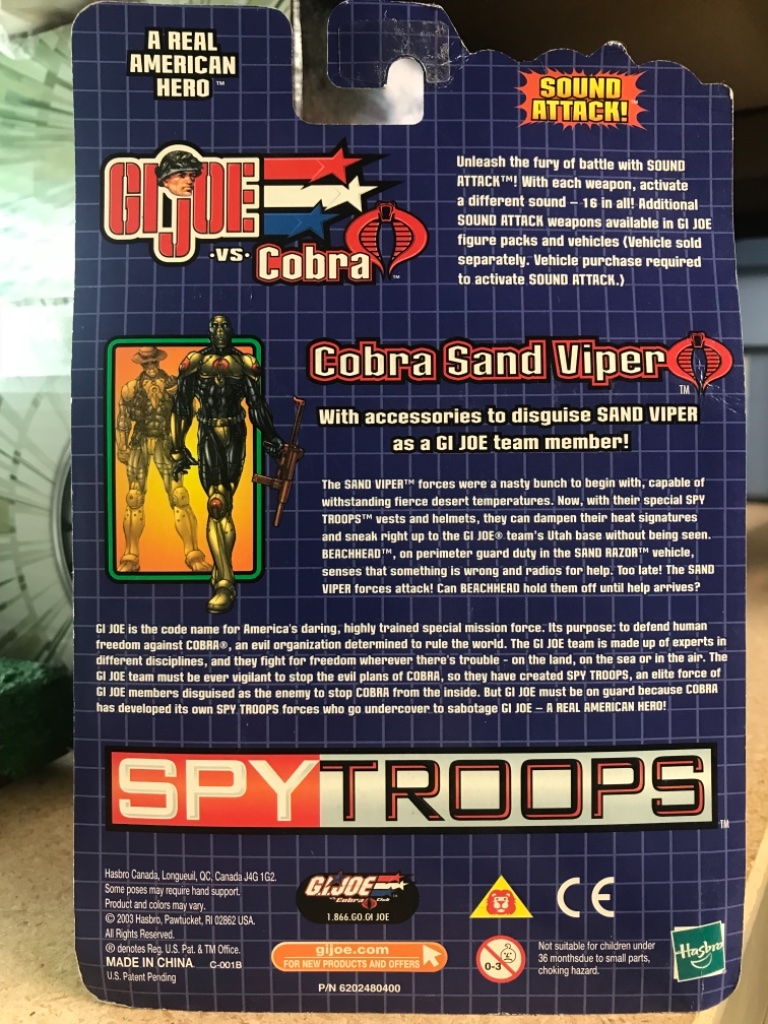 A REAL
AMERICAN
HERO™
SOUND
ATTACK!™
GI JOE
·VS· Cobra™
Unleash the fury of battle with SOUND
ATTACK™! With each weapon, activate
a different sound – 16 in all! Additional
SOUND ATTACK weapons available in GI JOE
figure packs and vehicles (Vehicle sold
separately. Vehicle purchase required
to activate SOUND ATTACK.)
Cobra Sand Viper™
With accessories to disguise SAND VIPER
as a GI JOE team member!
The SAND VIPER™ forces were a nasty bunch to begin with, capable of
withstanding fierce desert temperatures. Now, with their special SPY
TROOPS™ vests and helmets, they can dampen their heat signatures
and sneak right up to the GI JOE® team's Utah base without being seen.
BEACHHEAD™, on perimeter guard duty in the SAND RAZOR™ vehicle,
senses that something is wrong and radios for help. Too late! The SAND
VIPER forces attack! Can BEACHHEAD hold them off until help arrives?
GI JOE is the code name for America's daring, highly trained special mission force. Its purpose: to defend human
freedom against COBRA®, an evil organization determined to rule the world. The GI JOE team is made up of experts in
different disciplines, and they fight for freedom wherever there's trouble - on the land, on the sea or in the air. The
GI JOE team must be ever vigilant to stop the evil plans of COBRA, so they have created SPY TROOPS, an elite force of
GI JOE members disguised as the enemy to stop COBRA from the inside. But GI JOE must be on guard because COBRA
has developed its own SPY TROOPS forces who go undercover to sabotage GI JOE – A REAL AMERICAN HERO!
SPYTROOPS™
Hasbro Canada, Longueuil, QC, Canada J4G 1G2.
Some poses may require hand support.
Product and colors may vary.
© 2003 Hasbro, Pawtucket, RI 02862 USA.
All Rights Reserved.
® denotes Reg. U.S. Pat. & TM Office.
MADE IN CHINA C-001B
U.S. Patent Pending
G.I. JOE
vs Cobra Club
1.866.GO.GI JOE
gijoe.com
FOR NEW PRODUCTS AND OFFERS
P/N 6202480400
CE
0-3
Not suitable for children under
36 monthsdue to small parts,
choking hazard.
Hasbro